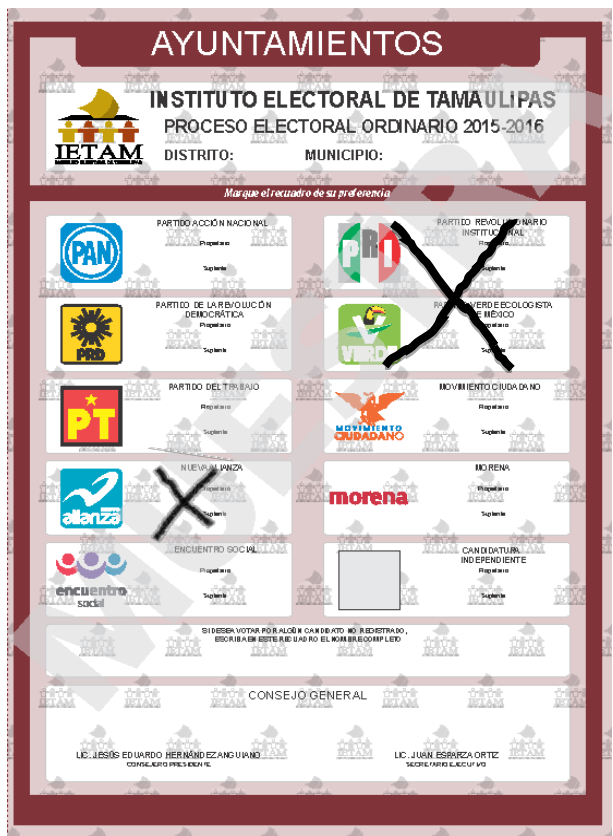 AYUNTAMIENTOS
IETAM
INSTITUTO ELECTORAL DE TAMAULIPAS
PROCESO ELECTORAL ORDINARIO 2015-2016
DISTRITO: MUNICIPIO:
Marque el recuadro de su preferencia
PAN
PARTIDO ACCIÓN NACIONAL
Propietario
Suplente
PRI
PARTIDO REVOLUCIONARIO
INSTITUCIONAL
Propietario
Suplente
PRD
PARTIDO DE LA REVOLUCIÓN
DEMOCRÁTICA
Propietario
Suplente
VERDE
PARTIDO VERDE ECOLOGISTA
DE MÉXICO
Propietario
Suplente
PT
PARTIDO DEL TRABAJO
Propietario
Suplente
MOVIMIENTO
CIUDADANO
MOVIMIENTO CIUDADANO
Propietario
Suplente
alianza
NUEVA ALIANZA
Propietario
Suplente
morena
MORENA
Propietario
Suplente
encuentro
social
ENCUENTRO SOCIAL
Propietario
Suplente
CANDIDATURA
INDEPENDIENTE
Propietario
Suplente
SI DESEA VOTAR POR ALGÚN CANDIDATO NO REGISTRADO,
ESCRIBA EN ESTE RECUADRO EL NOMBRE COMPLETO
CONSEJO GENERAL
LIC. JESÚS EDUARDO HERNÁNDEZ ANGUIANO
CONSEJERO PRESIDENTE
LIC. JUAN ESPARZA ORTIZ
SECRETARIO EJECUTIVO
MUESTRA